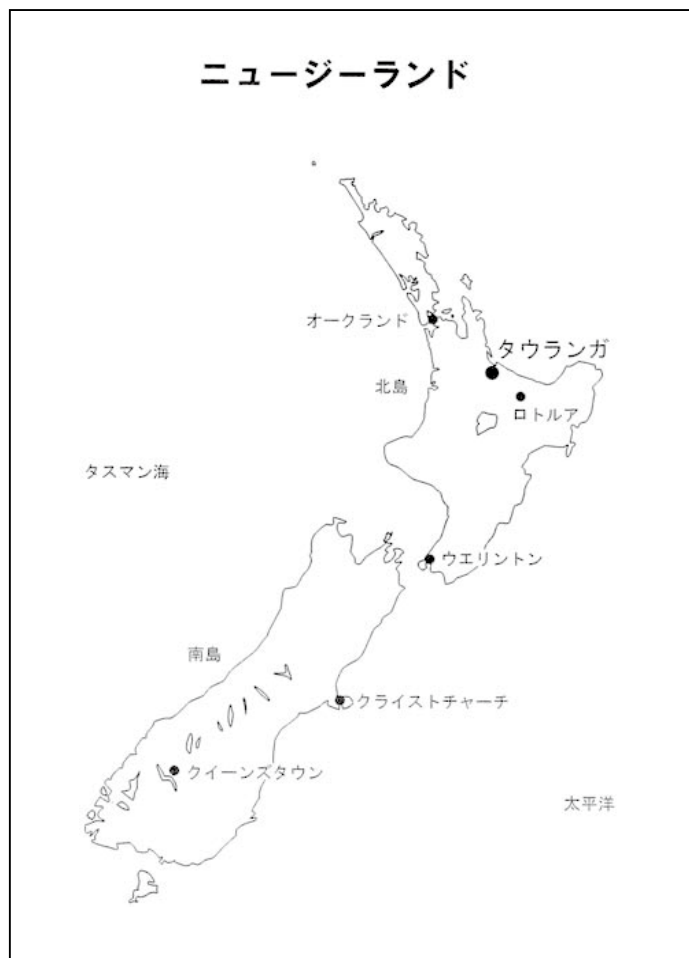 ニュージーランド
オークランド
タウランガ
北島
ロトルア
タスマン海
ウエリントン
南島
クライストチャーチ
クイーンズタウン
太平洋